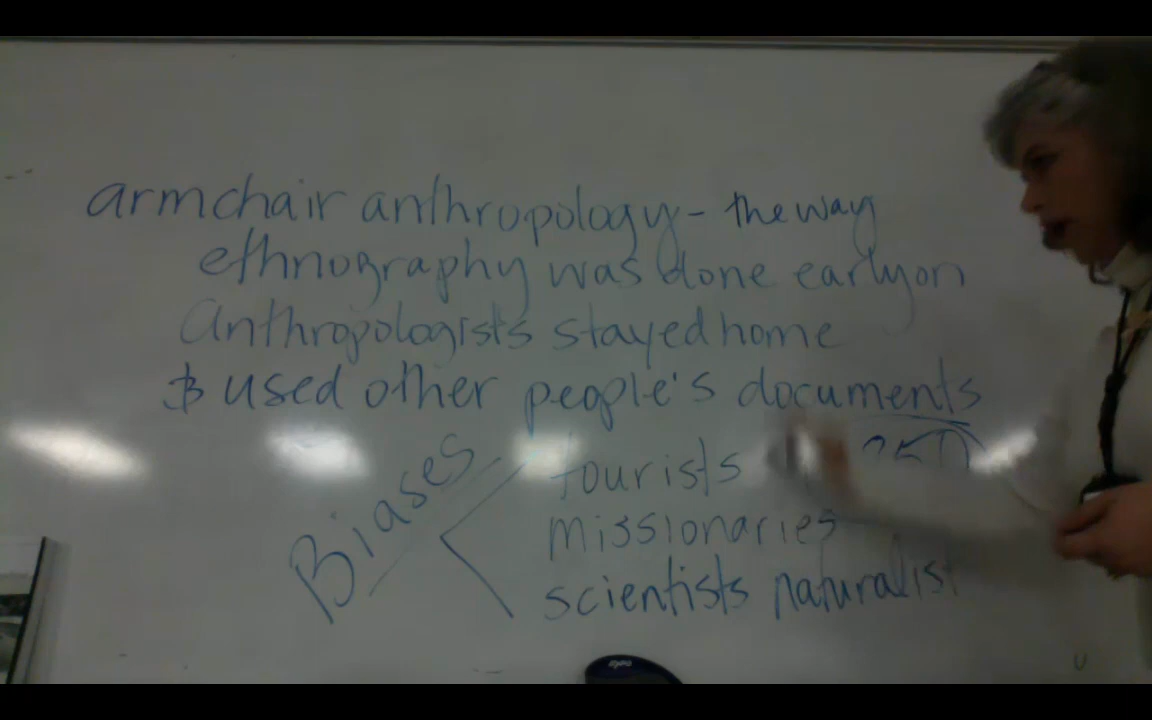 armchair anthropology - the way
ethnography was done early on
Anthropologists stayed home
& used other people's documents
Biases
tourists
missionaries
scientists naturalist
expo